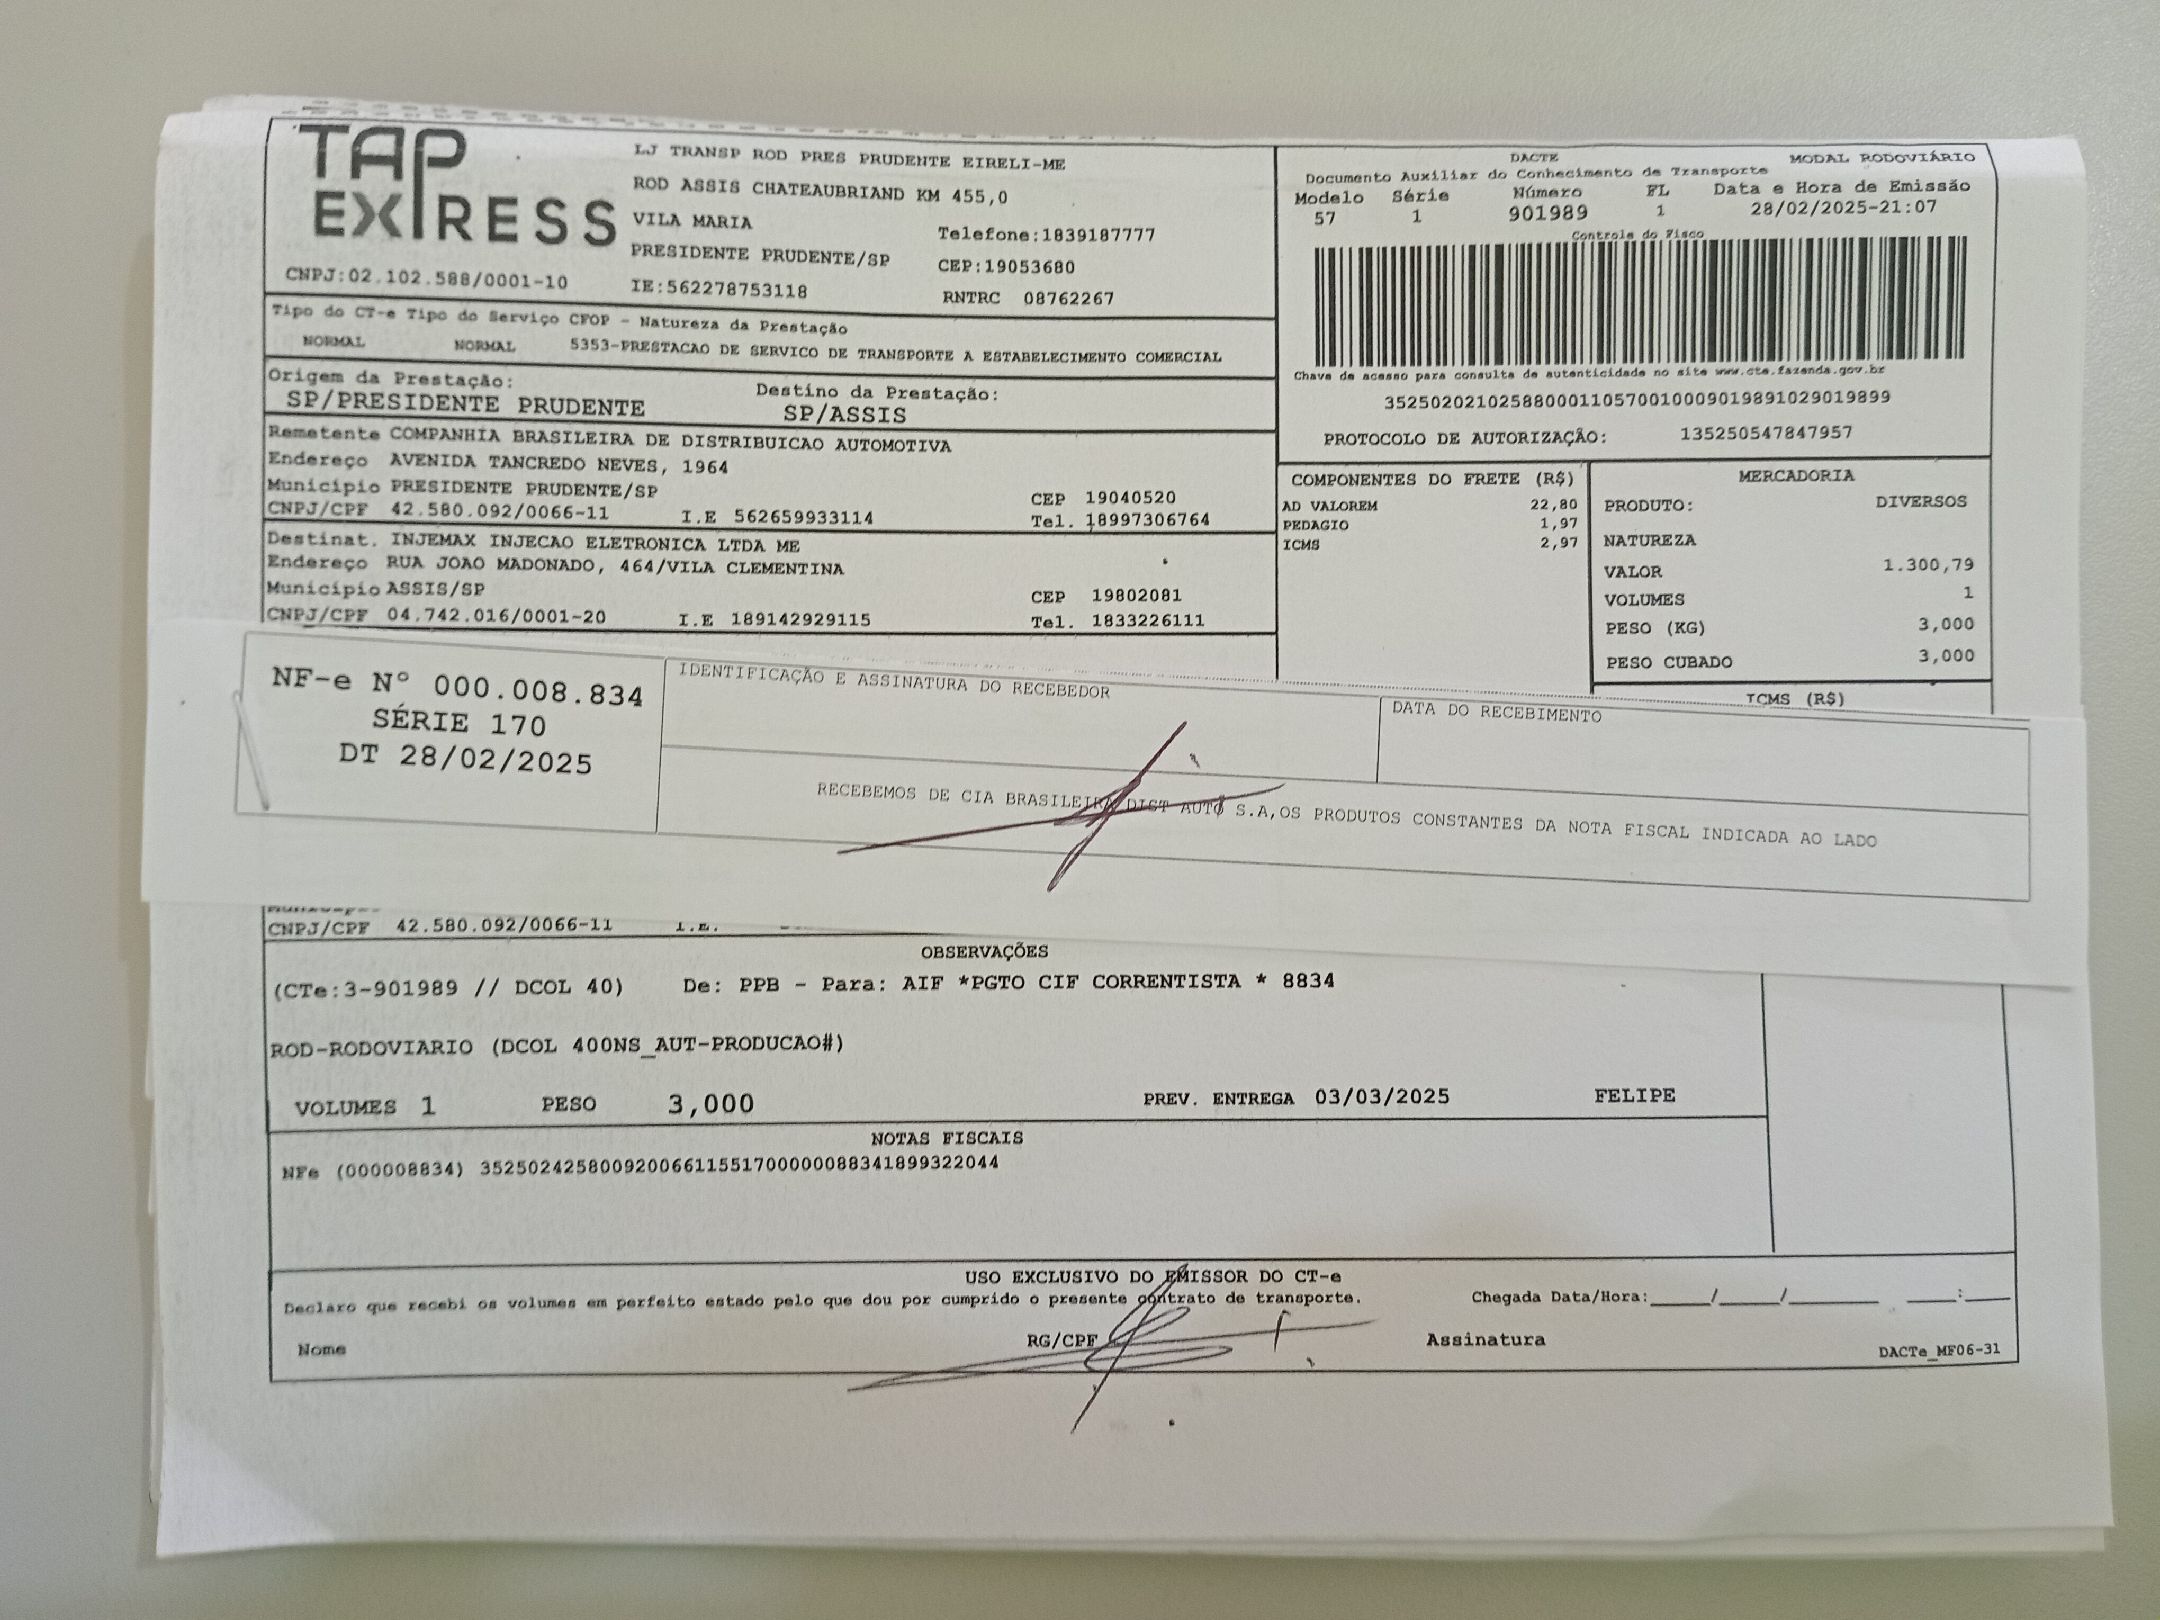 TAP EXPRESS
CNPJ:02.102.588/0001-10
LJ TRANSP ROD PRES PRUDENTE EIRELI-ME
ROD ASSIS CHATEAUBRIAND KM 455,0
VILA MARIA
Telefone:1839187777
PRESIDENTE PRUDENTE/SP
CEP:19053680
IE:562278753118
RNTRC 08762267
DACTE MODAL RODOVIÁRIO
Documento Auxiliar do Conhecimento de Transporte
Modelo Série Número FL Data e Hora de Emissão
57 1 901989 1 28/02/2025-21:07
Controle do Fisco
Chave de acesso para consulta de autenticidade no site www.cte.fazenda.gov.br
35250202102588000110570010009019891029019899
PROTOCOLO DE AUTORIZAÇÃO: 135250547847957
Tipo do CT-e Tipo do Serviço CFOP - Natureza da Prestação
NORMAL NORMAL 5353-PRESTACAO DE SERVICO DE TRANSPORTE A ESTABELECIMENTO COMERCIAL
Origem da Prestação: Destino da Prestação:
SP/PRESIDENTE PRUDENTE SP/ASSIS
Remetente COMPANHIA BRASILEIRA DE DISTRIBUICAO AUTOMOTIVA
Endereço AVENIDA TANCREDO NEVES, 1964
Município PRESIDENTE PRUDENTE/SP CEP 19040520
CNPJ/CPF 42.580.092/0066-11 I.E 562659933114 Tel. 18997306764
Destinat. INJEMAX INJECAO ELETRONICA LTDA ME
Endereço RUA JOAO MADONADO, 464/VILA CLEMENTINA
Município ASSIS/SP CEP 19802081
CNPJ/CPF 04.742.016/0001-20 I.E 189142929115 Tel. 1833226111
COMPONENTES DO FRETE (R$)
AD VALOREM 22,80
PEDAGIO 1,97
ICMS 2,97
MERCADORIA
PRODUTO: DIVERSOS
NATUREZA
VALOR 1.300,79
VOLUMES 1
PESO (KG) 3,000
PESO CUBADO 3,000
ICMS (R$)
NF-e Nº 000.008.834
SÉRIE 170
DT 28/02/2025
IDENTIFICAÇÃO E ASSINATURA DO RECEBEDOR
DATA DO RECEBIMENTO
RECEBEMOS DE CIA BRASILEIRA DIST AUTO S.A,OS PRODUTOS CONSTANTES DA NOTA FISCAL INDICADA AO LADO
CNPJ/CPF 42.580.092/0066-11 I.E.
OBSERVAÇÕES
(CTe:3-901989 // DCOL 40) De: PPB - Para: AIF *PGTO CIF CORRENTISTA * 8834
ROD-RODOVIARIO (DCOL 400NS_AUT-PRODUCAO#)
VOLUMES 1 PESO 3,000 PREV. ENTREGA 03/03/2025 FELIPE
NOTAS FISCAIS
NFe (000008834) 35250242580092006611551700000088341899322044
USO EXCLUSIVO DO EMISSOR DO CT-e
Declaro que recebi os volumes em perfeito estado pelo que dou por cumprido o presente contrato de transporte. Chegada Data/Hora:____/____/______ ____:____
Nome RG/CPF Assinatura
DACTe_MF06-31